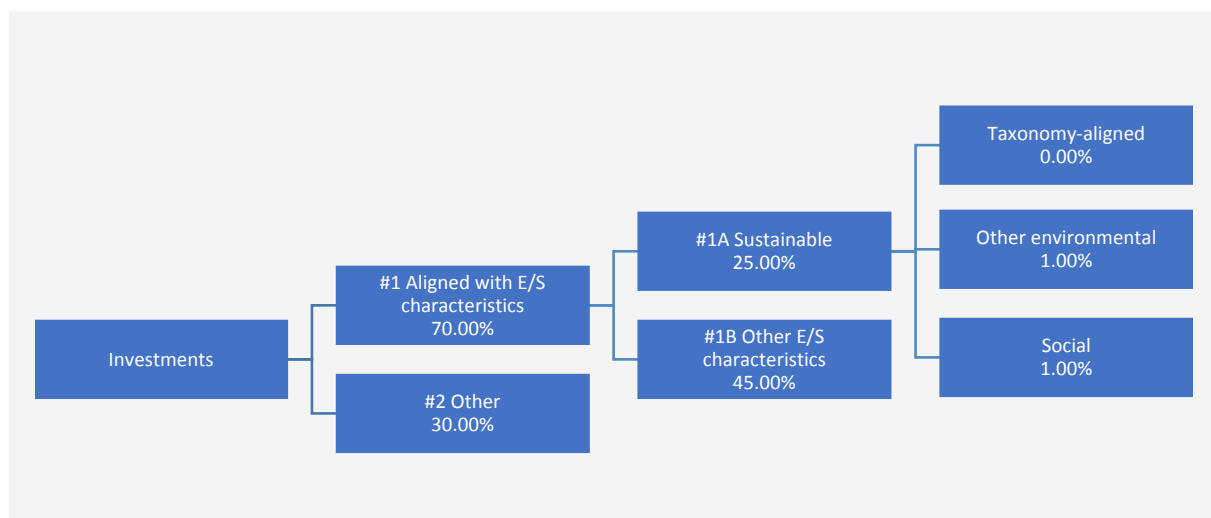 Investments
#1 Aligned with E/S
characteristics
70.00%
#2 Other
30.00%
#1A Sustainable
25.00%
#1B Other E/S
characteristics
45.00%
Taxonomy-aligned
0.00%
Other environmental
1.00%
Social
1.00%